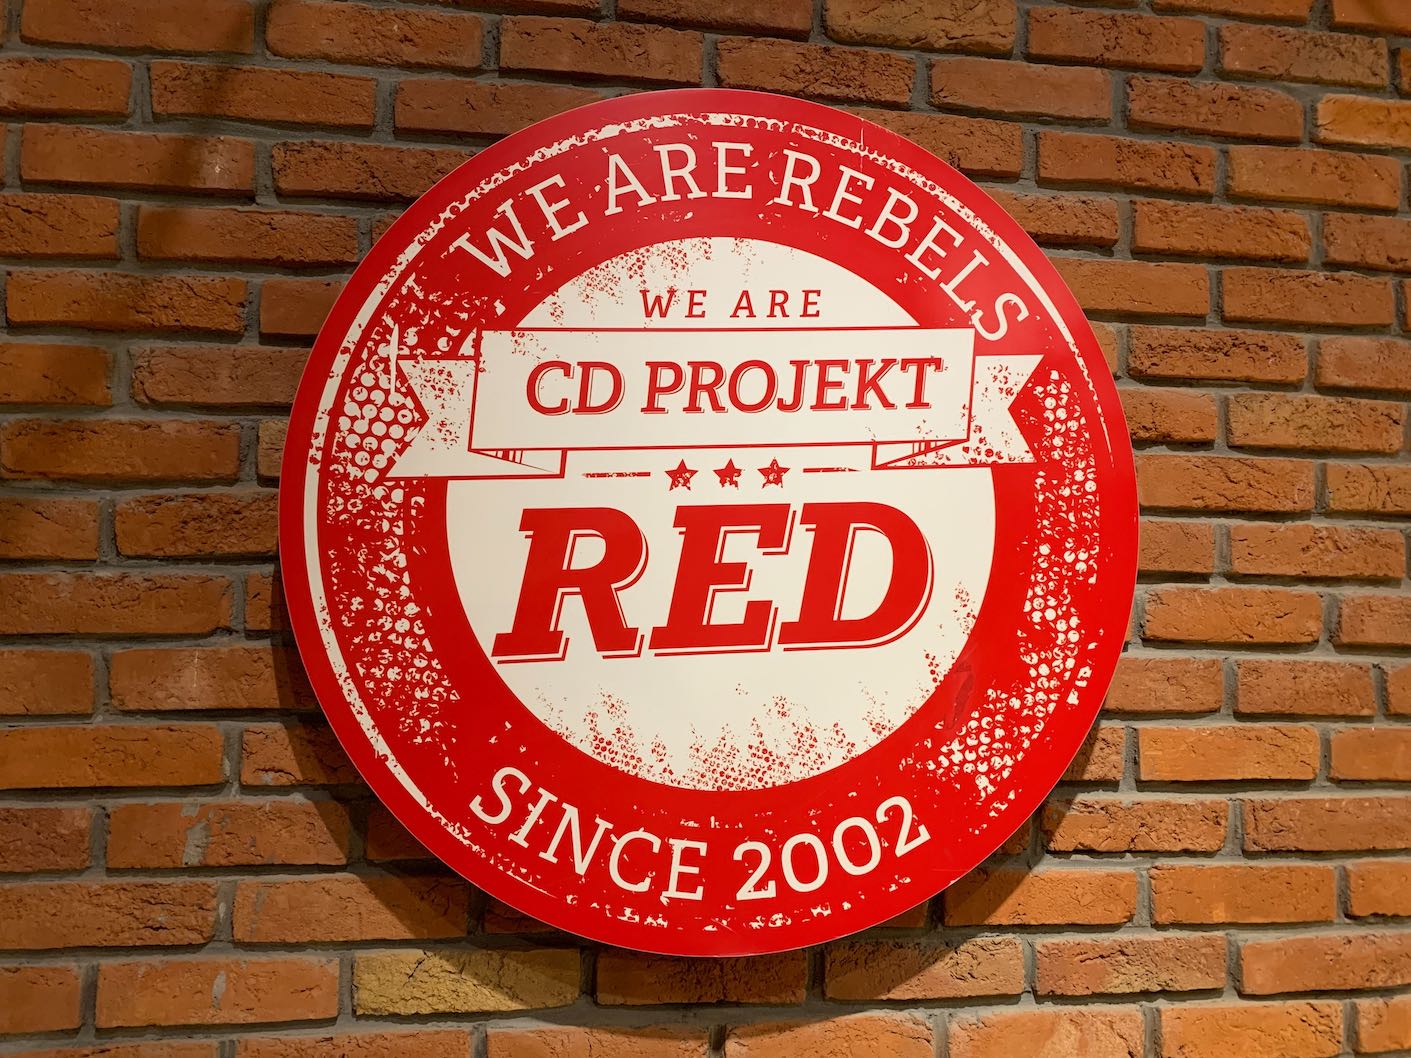 WE ARE REBELS
WE ARE
CD PROJEKT
RED
SINCE 2002